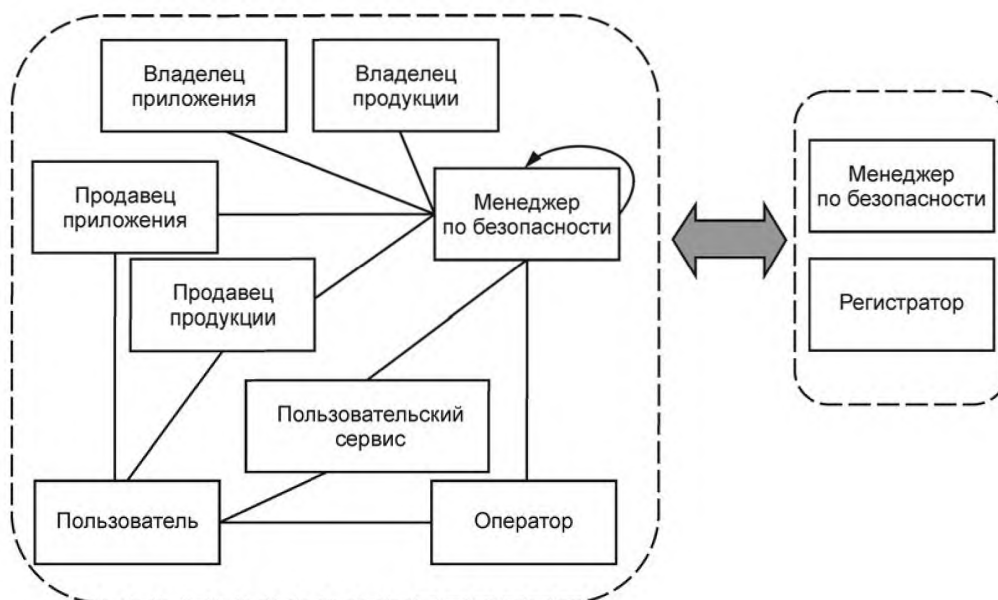 Владелец
приложения
Владелец
продукции
Продавец
приложения
Менеджер
по безопасности
Продавец
продукции
Пользовательский
сервис
Пользователь
Оператор
Менеджер
по безопасности
Регистратор